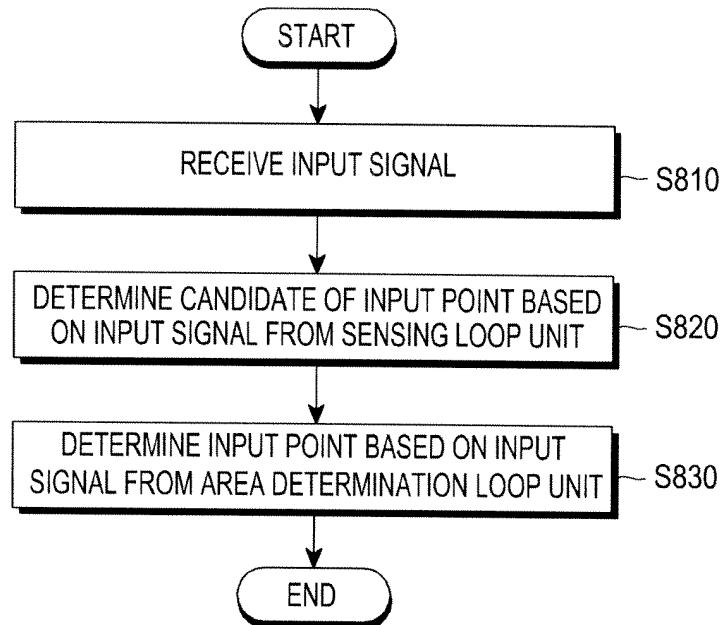 START
RECEIVE INPUT SIGNAL
S810
DETERMINE CANDIDATE OF INPUT POINT BASED
ON INPUT SIGNAL FROM SENSING LOOP UNIT
S820
DETERMINE INPUT POINT BASED ON INPUT
SIGNAL FROM AREA DETERMINATION LOOP UNIT
S830
END